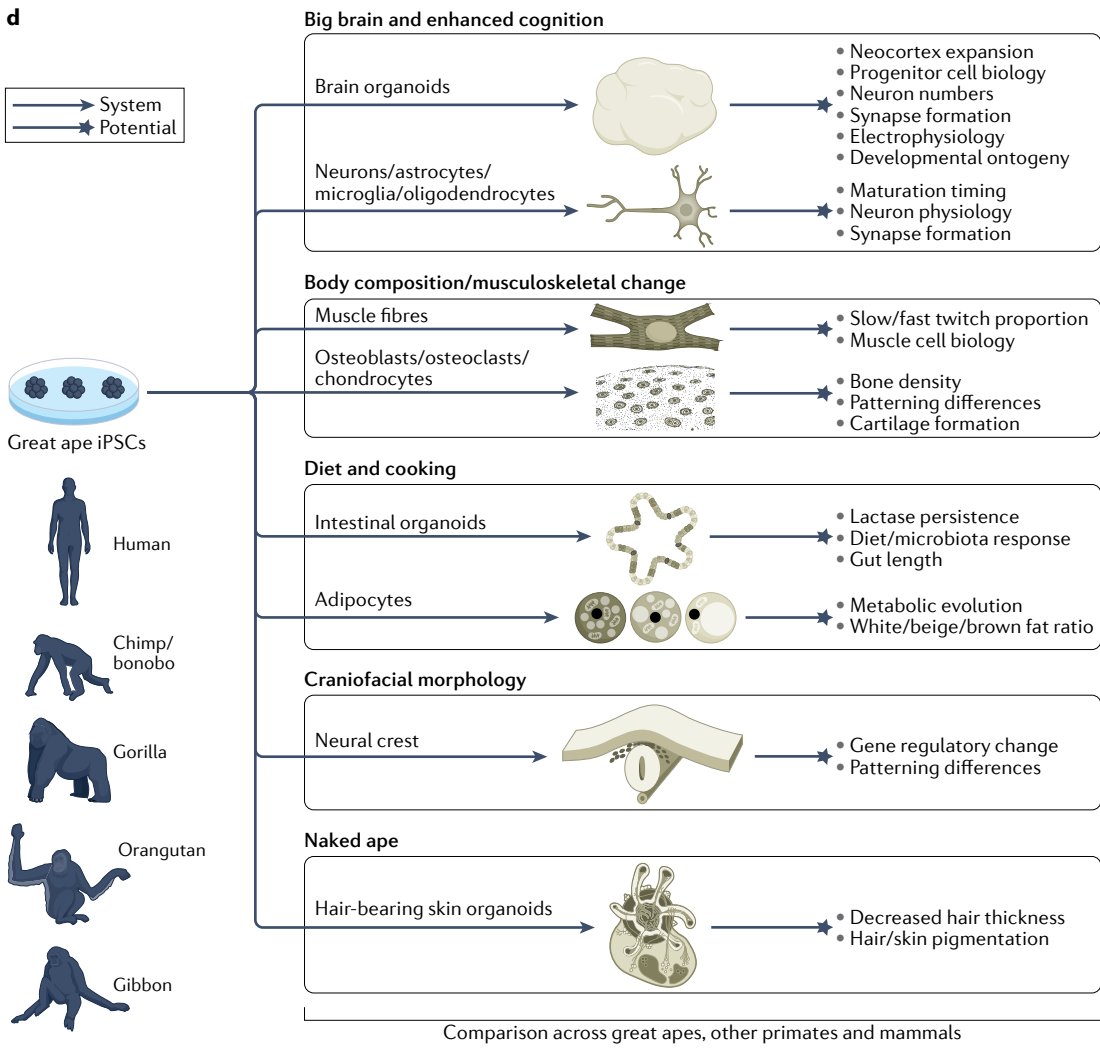 d
System
Potential
Great ape iPSCs
Human
Chimp/
bonobo
Gorilla
Orangutan
Gibbon
Big brain and enhanced cognition
Brain organoids
Neocortex expansion
Progenitor cell biology
Neuron numbers
Synapse formation
Electrophysiology
Developmental ontogeny
Neurons/astrocytes/
microglia/oligodendrocytes
Maturation timing
Neuron physiology
Synapse formation
Body composition/musculoskeletal change
Muscle fibres
Slow/fast twitch proportion
Muscle cell biology
Osteoblasts/osteoclasts/
chondrocytes
Bone density
Patterning differences
Cartilage formation
Diet and cooking
Intestinal organoids
Lactase persistence
Diet/microbiota response
Gut length
Adipocytes
Metabolic evolution
White/beige/brown fat ratio
Craniofacial morphology
Neural crest
Gene regulatory change
Patterning differences
Naked ape
Hair-bearing skin organoids
Decreased hair thickness
Hair/skin pigmentation
Comparison across great apes, other primates and mammals